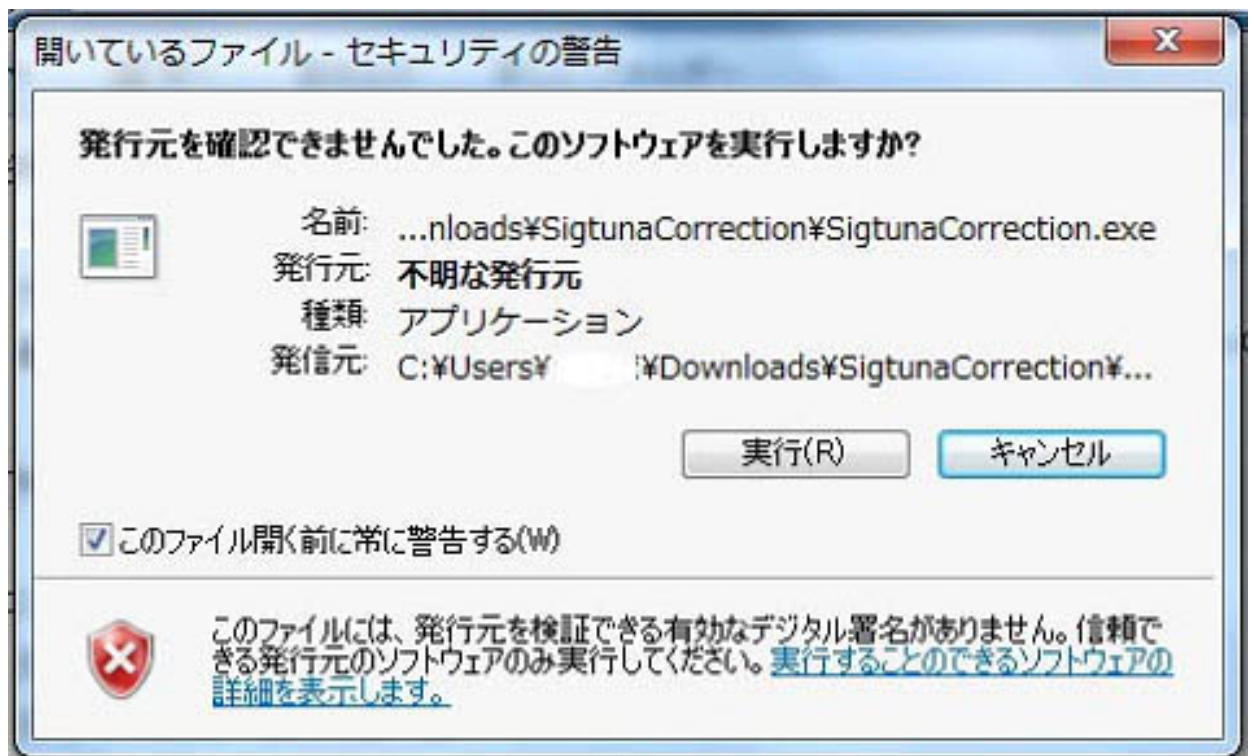 開いているファイル - セキュリティの警告
発行元を確認できませんでした。このソフトウェアを実行しますか?
名前: ...nloads¥SigtunaCorrection¥SigtunaCorrection.exe
発行元: 不明な発行元
種類: アプリケーション
発信元: C:¥Users¥ ¥Downloads¥SigtunaCorrection¥...
実行(R) キャンセル
このファイル開く前に常に警告する(W)
このファイルには、発行元を検証できる有効なデジタル署名がありません。信頼で
きる発行元のソフトウェアのみ実行してください。実行することのできるソフトウェアの
詳細を表示します。